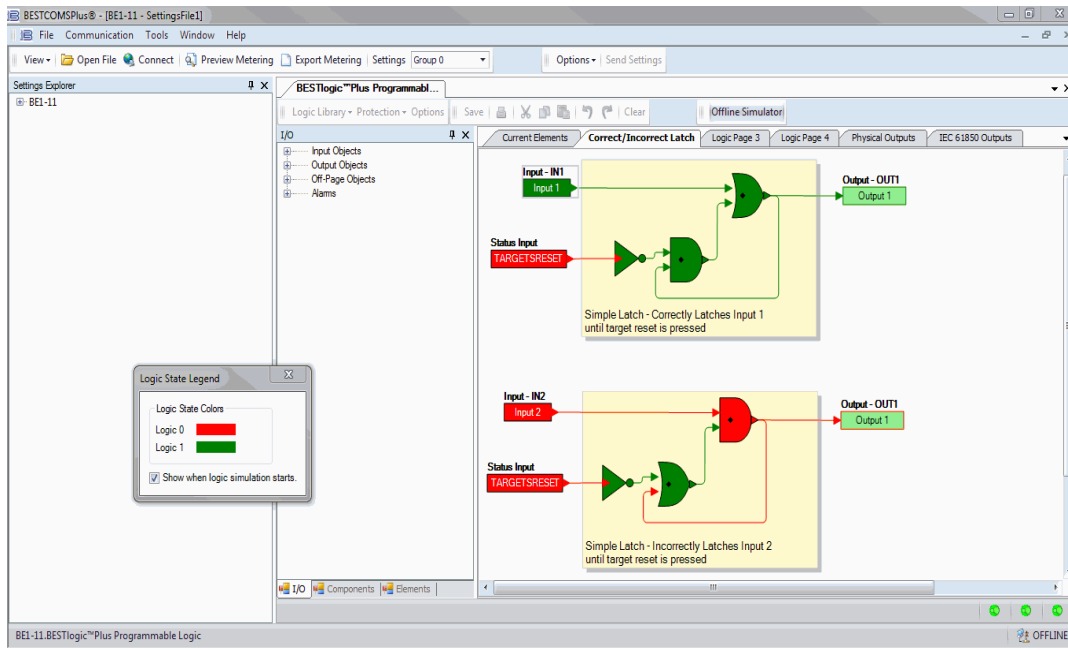 BESTCOMSPlus® - [BE1-11 - SettingsFile1]
File Communication Tools Window Help
View Open File Connect Preview Metering Export Metering Settings Group 0 Options Send Settings
Settings Explorer
BE1-11
BESTlogic™Plus Programmabl...
Logic Library Protection Options Save Clear Offline Simulator
I/O
Input Objects
Output Objects
Off-Page Objects
Alarms
Current Elements Correct/Incorrect Latch Logic Page 3 Logic Page 4 Physical Outputs IEC 61850 Outputs
Input - IN1
Input 1
Output - OUT1
Output 1
Status Input
TARGETSRESET
Simple Latch - Correctly Latches Input 1
until target reset is pressed
Logic State Legend
Logic State Colors
Logic 0
Logic 1
Show when logic simulation starts.
Input - IN2
Input 2
Output - OUT1
Output 1
Status Input
TARGETSRESET
Simple Latch - Incorrectly Latches Input 2
until target reset is pressed
I/O Components Elements
BE1-11.BESTlogic™Plus Programmable Logic
OFFLINE